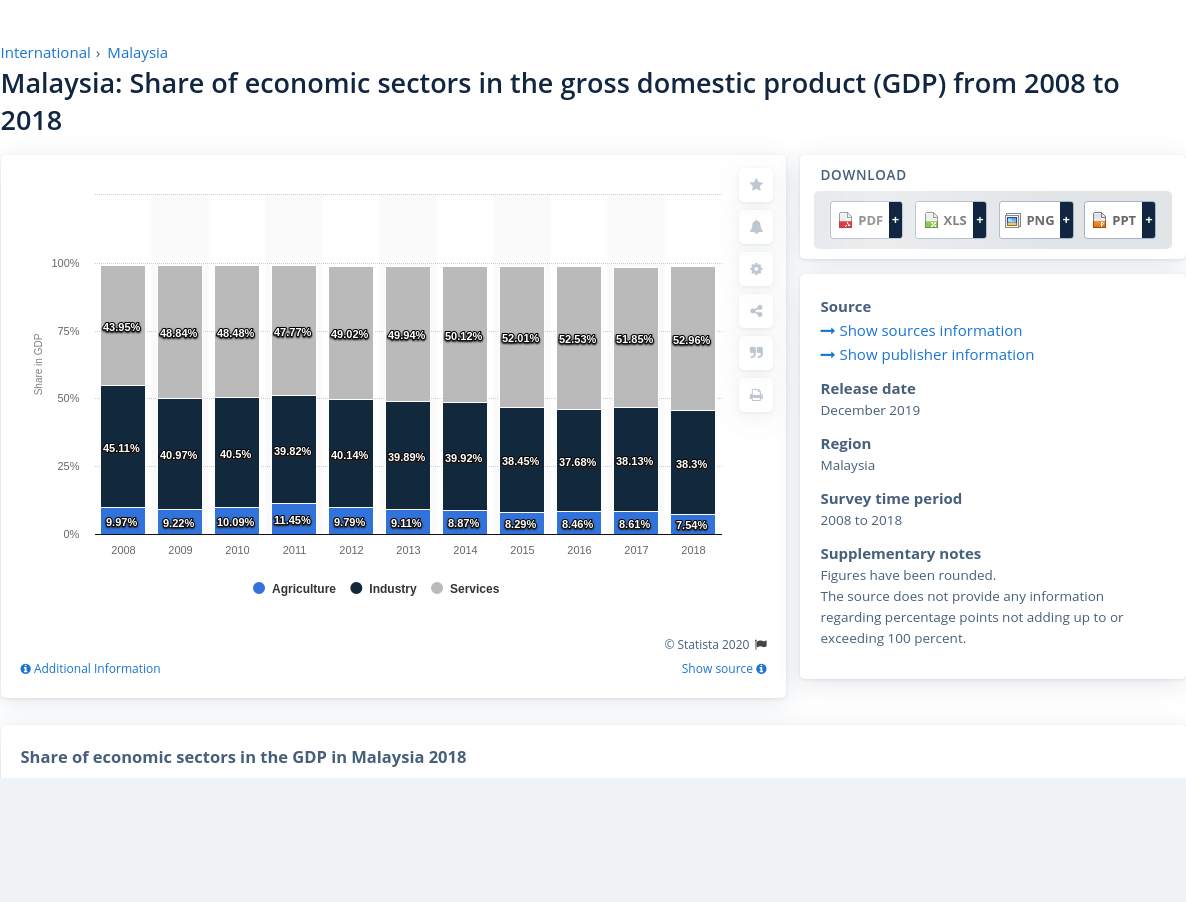 International › Malaysia
Malaysia: Share of economic sectors in the gross domestic product (GDP) from 2008 to
2018
100%
75%
50%
25%
0%
Share in GDP
43.95% 48.84% 48.48% 47.77% 49.02% 49.94% 50.12% 52.01% 52.53% 51.85% 52.96%
45.11% 40.97% 40.5% 39.82% 40.14% 39.89% 39.92% 38.45% 37.68% 38.13% 38.3%
9.97% 9.22% 10.09% 11.45% 9.79% 9.11% 8.87% 8.29% 8.46% 8.61% 7.54%
2008 2009 2010 2011 2012 2013 2014 2015 2016 2017 2018
Agriculture Industry Services
© Statista 2020
Additional Information
Show source
DOWNLOAD
PDF + XLS + PNG + PPT +
Source
Show sources information
Show publisher information
Release date
December 2019
Region
Malaysia
Survey time period
2008 to 2018
Supplementary notes
Figures have been rounded.
The source does not provide any information
regarding percentage points not adding up to or
exceeding 100 percent.
Share of economic sectors in the GDP in Malaysia 2018